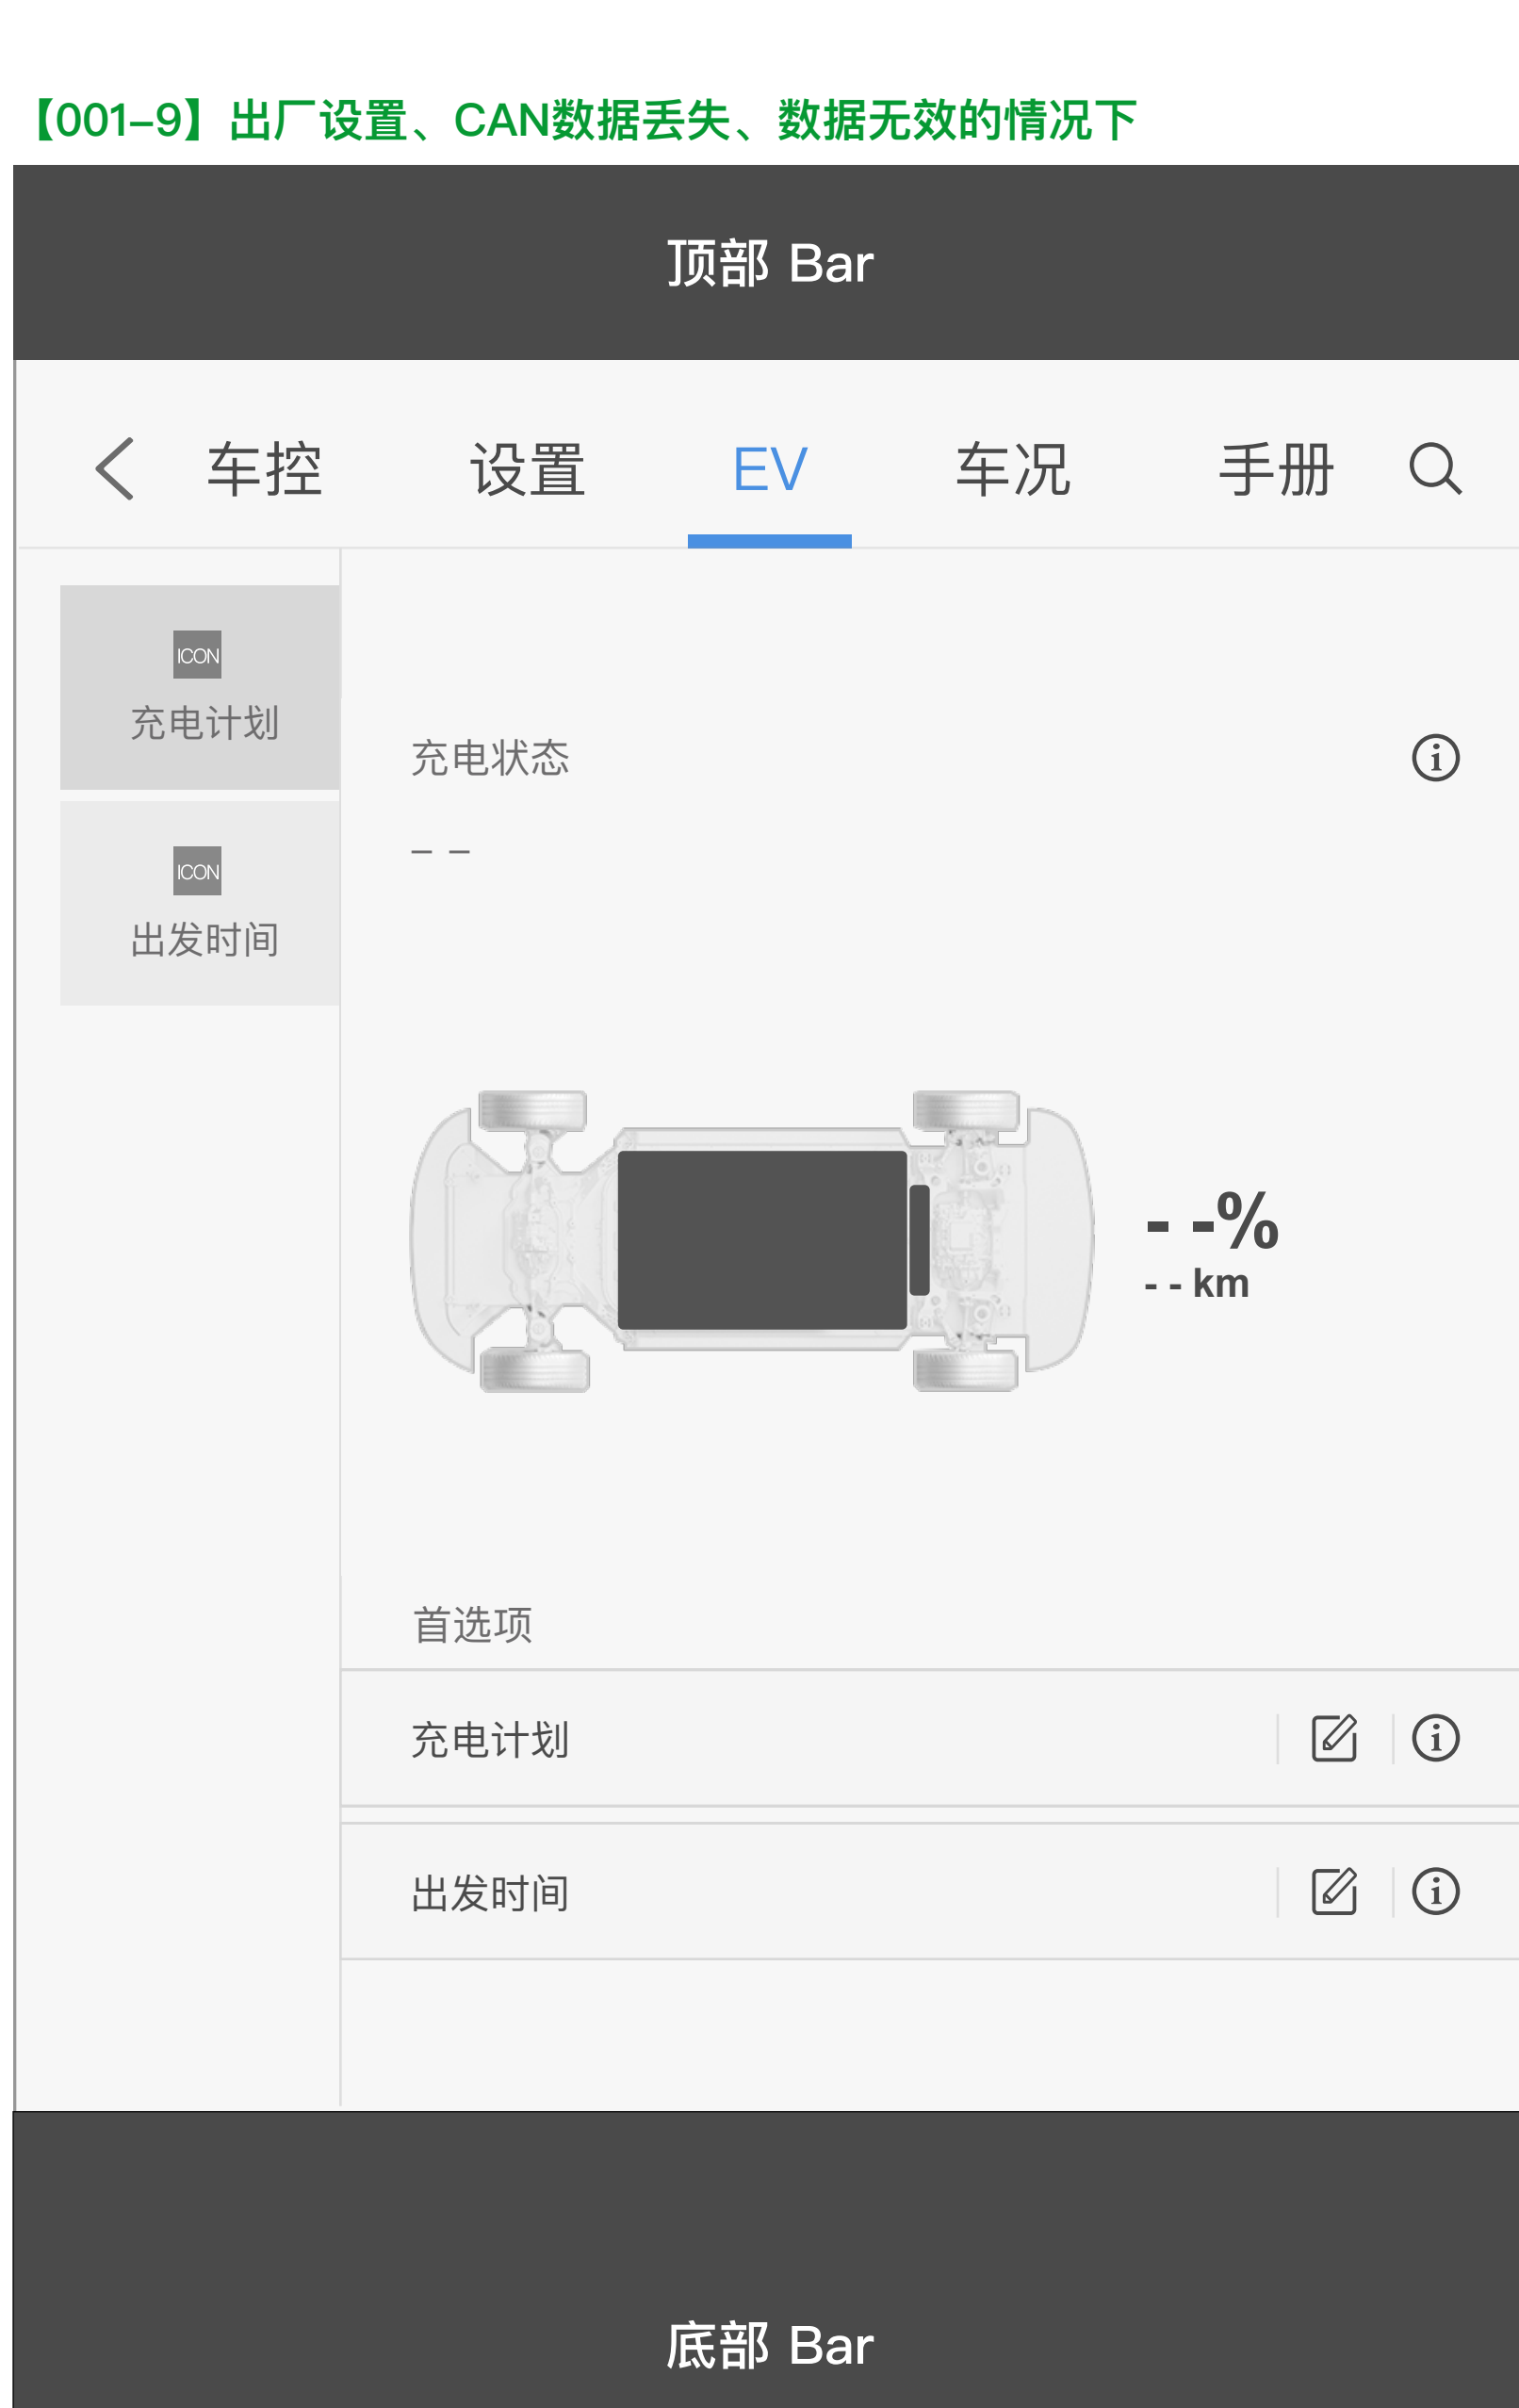 【001–9】出厂设置、CAN数据丢失、数据无效的情况下
顶部 Bar
车控 设置 EV 车况 手册
ICON
充电计划
充电状态
– –
ICON
出发时间
- -%
- - km
首选项
充电计划
出发时间
底部 Bar